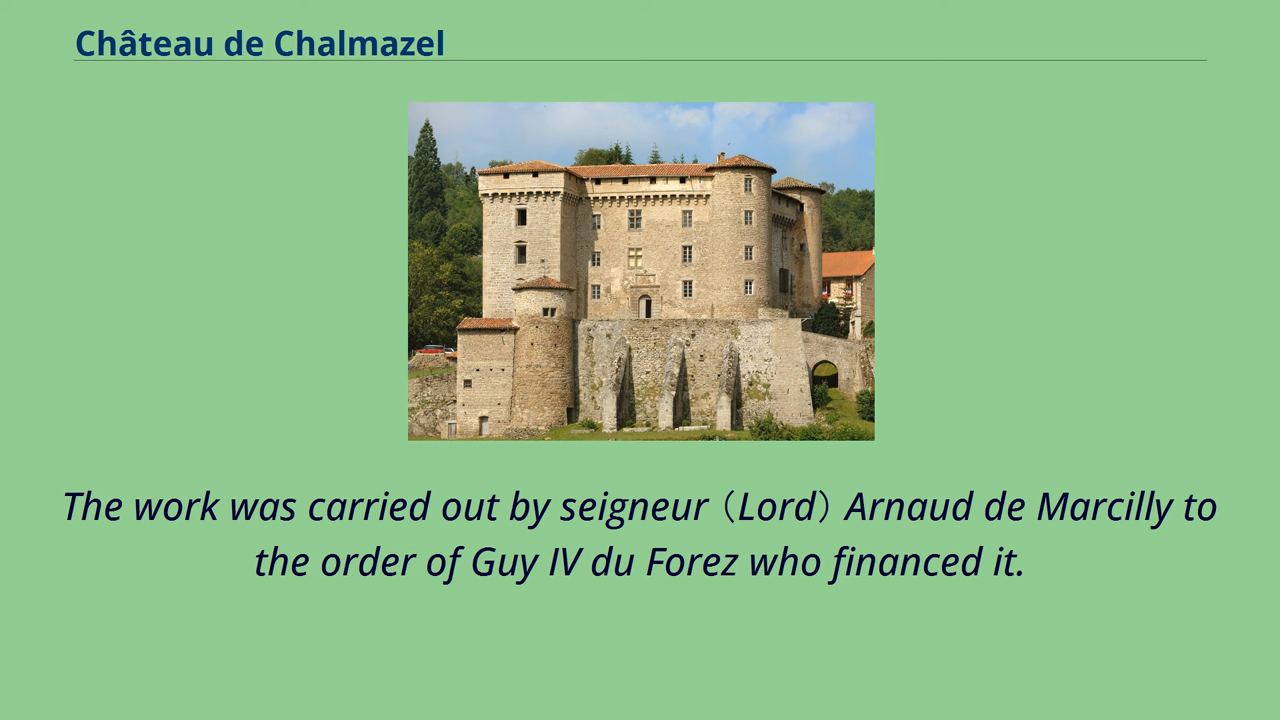 Château de Chalmazel
The work was carried out by seigneur（Lord）Arnaud de Marcilly to
the order of Guy IV du Forez who financed it.